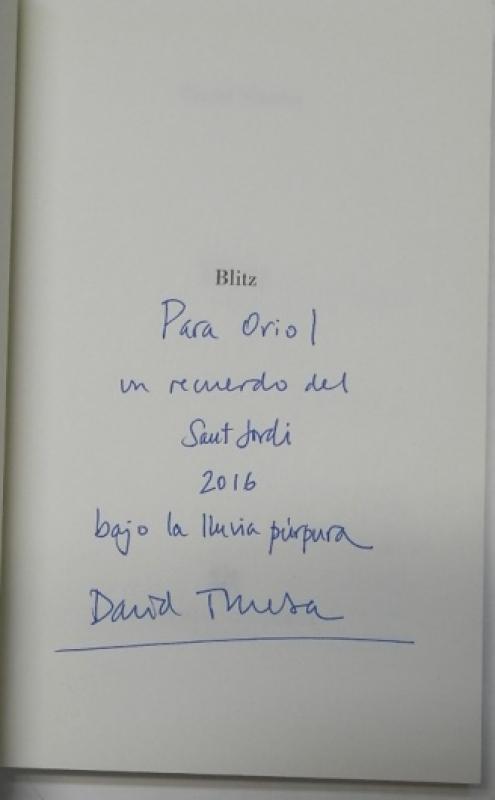 Blitz
Para Oriol
un recuerdo del
Sant Jordi
2016
bajo la lluvia púrpura
David Trueba